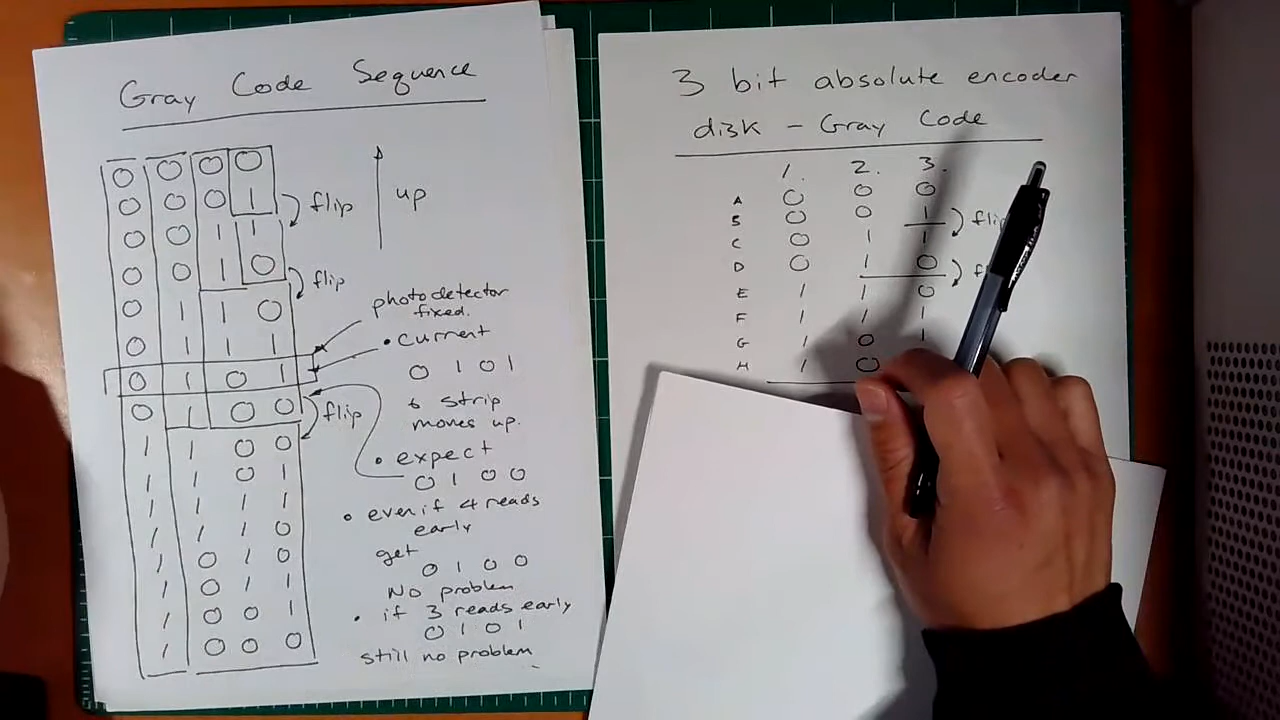 Gray Code Sequence
0 0 0 0
0 0 0 1
flip
0 0 1 1
0 0 1 0
flip
up
0 1 1 0
0 1 1 1
0 1 0 1
0 1 0 0
flip
1 1 0 0
1 1 0 1
1 1 1 1
1 1 1 0
1 0 1 0
1 0 1 1
1 0 0 1
1 0 0 0
photodetector
fixed.
• current
0 1 0 1
strip
moves up.
• expect
0 1 0 0
• even if 4 reads
early
get
0 1 0 0
No problem
• if 3 reads early
0 1 0 1
still no problem
3 bit absolute encoder
disk - Gray Code
1. 2. 3.
A 0 0 0
B 0 0 1
flip
C 0 1 1
D 0 1 0
E 1 1 0
F 1 1 1
G 1 0 1
H 1 0